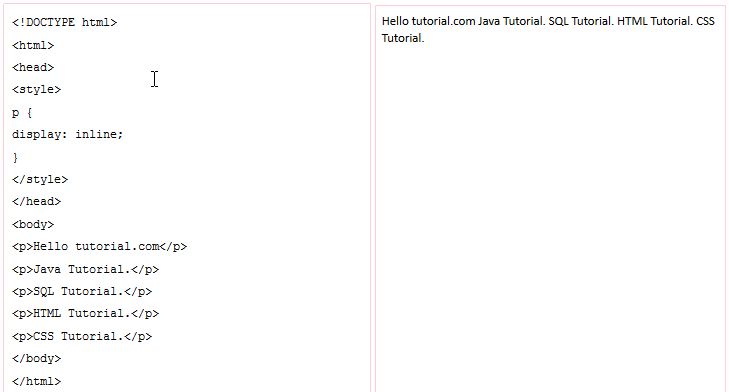 <!DOCTYPE html>
<html>
<head>
<style>
p {
display: inline;
}
</style>
</head>
<body>
<p>Hello tutorial.com</p>
<p>Java Tutorial.</p>
<p>SQL Tutorial.</p>
<p>HTML Tutorial.</p>
<p>CSS Tutorial.</p>
</body>
</html>
Hello tutorial.com Java Tutorial. SQL Tutorial. HTML Tutorial. CSS
Tutorial.